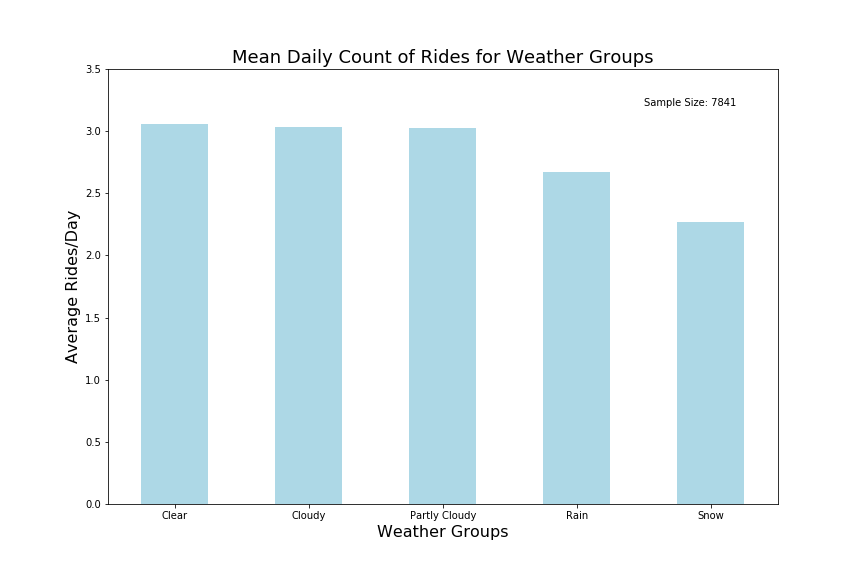 Mean Daily Count of Rides for Weather Groups
Sample Size: 7841
Average Rides/Day
3.5
3.0
2.5
2.0
1.5
1.0
0.5
0.0
Clear Cloudy Partly Cloudy Rain Snow
Weather Groups